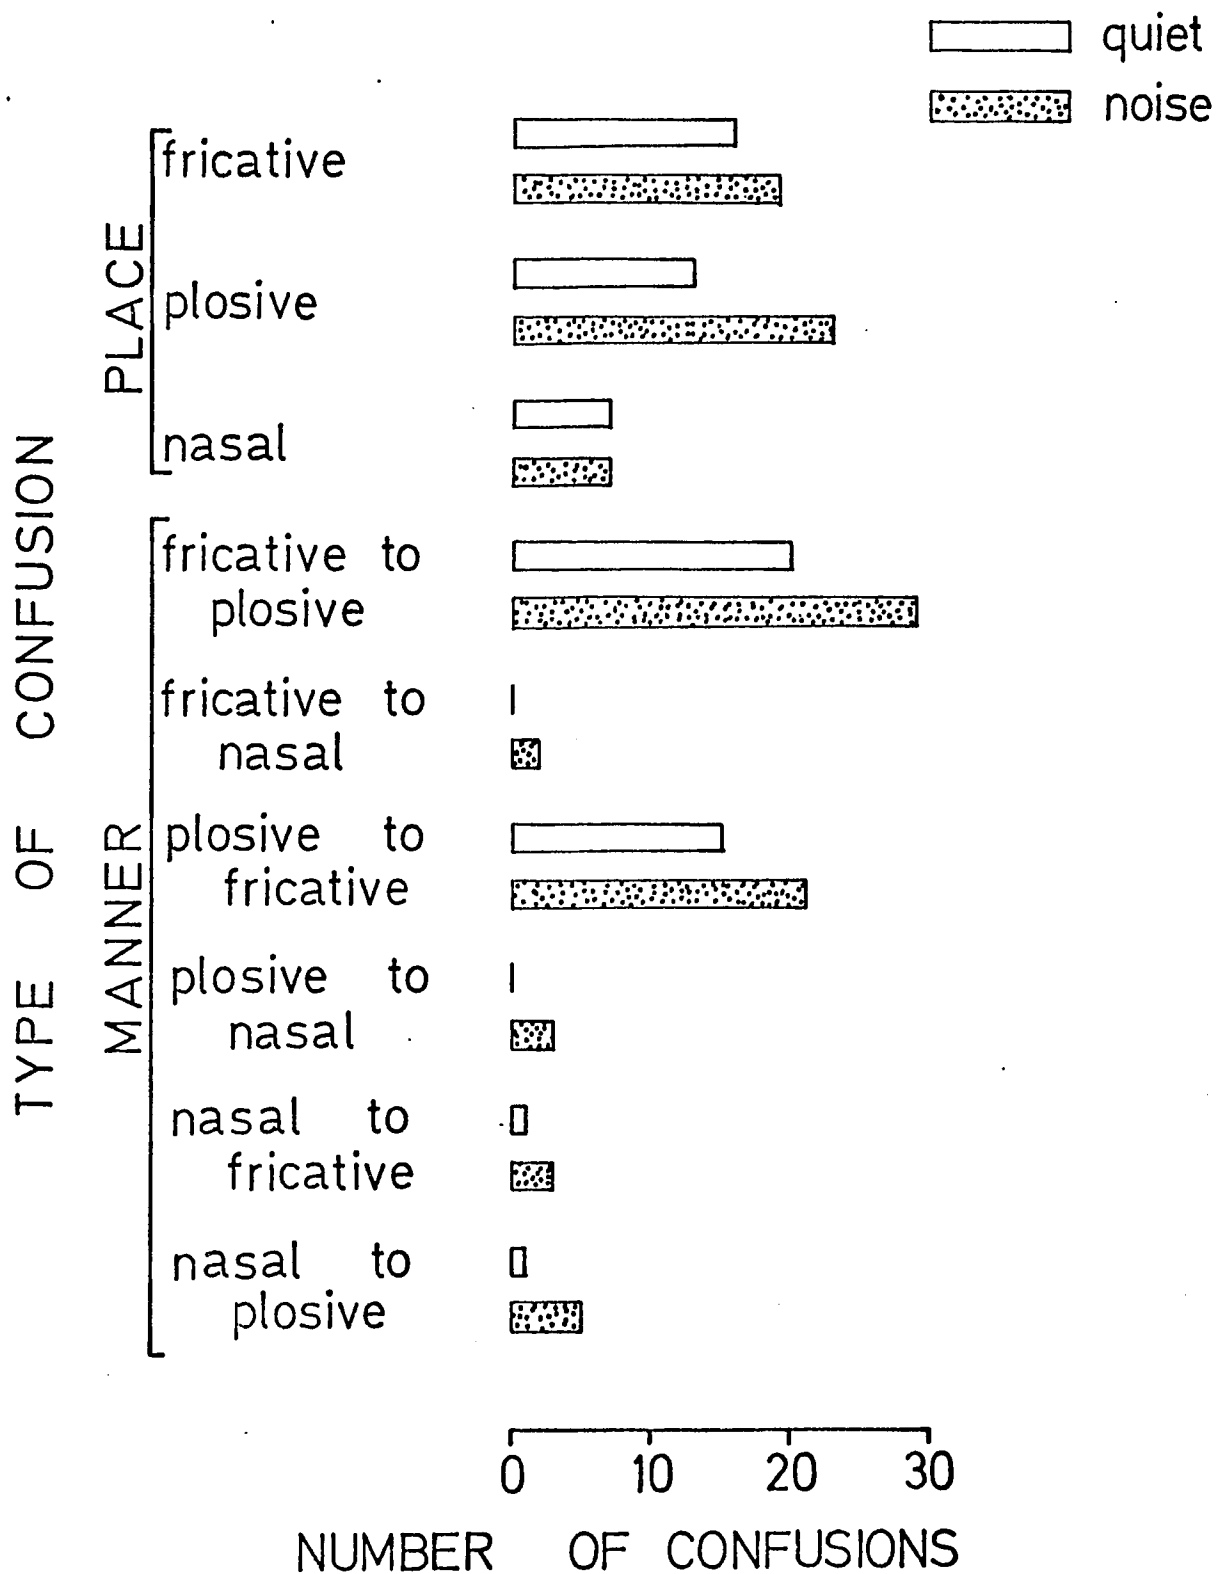 quiet
noise
TYPE OF CONFUSION
PLACE
fricative
plosive
nasal
MANNER
fricative to
plosive
fricative to
nasal
plosive to
fricative
plosive to
nasal
nasal to
fricative
nasal to
plosive
0 10 20 30
NUMBER OF CONFUSIONS